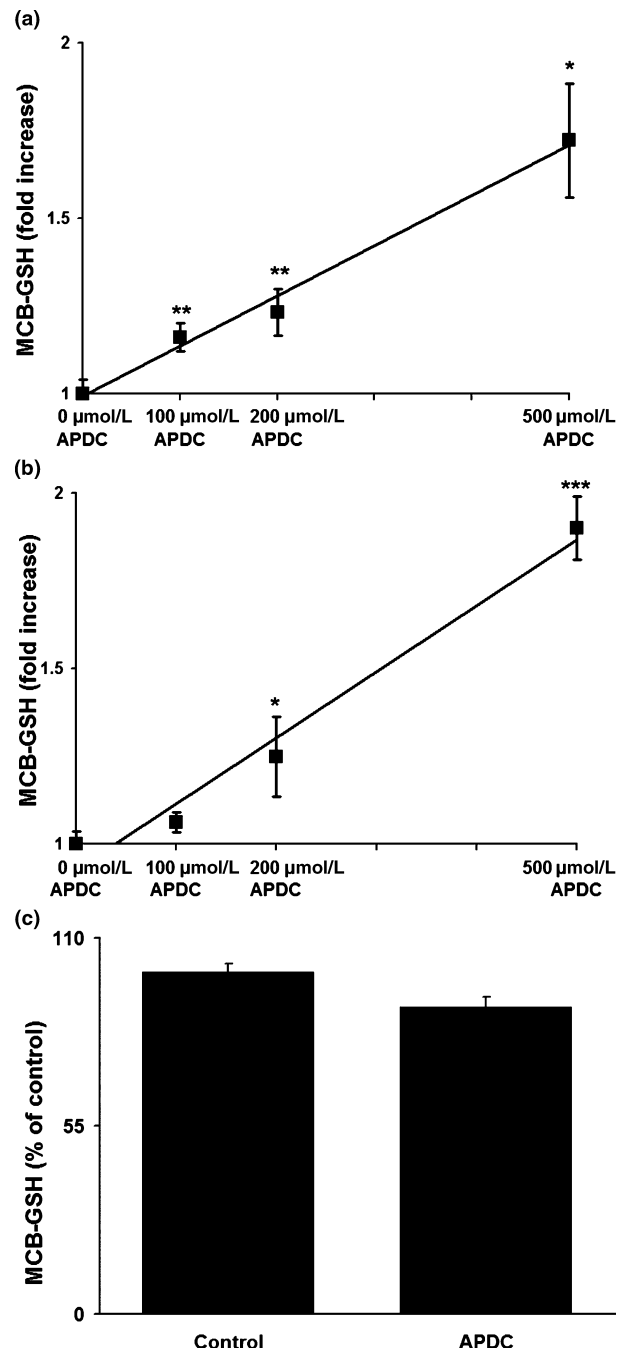 (a)
2
*
MCB-GSH (fold increase)
1.5
**
**
1
0 µmol/L 100 µmol/L 200 µmol/L 500 µmol/L
APDC APDC APDC APDC
(b)
2
***
MCB-GSH (fold increase)
1.5
*
1
0 µmol/L 100 µmol/L 200 µmol/L 500 µmol/L
APDC APDC APDC APDC
(c)
110
MCB-GSH (% of control)
55
0
Control APDC